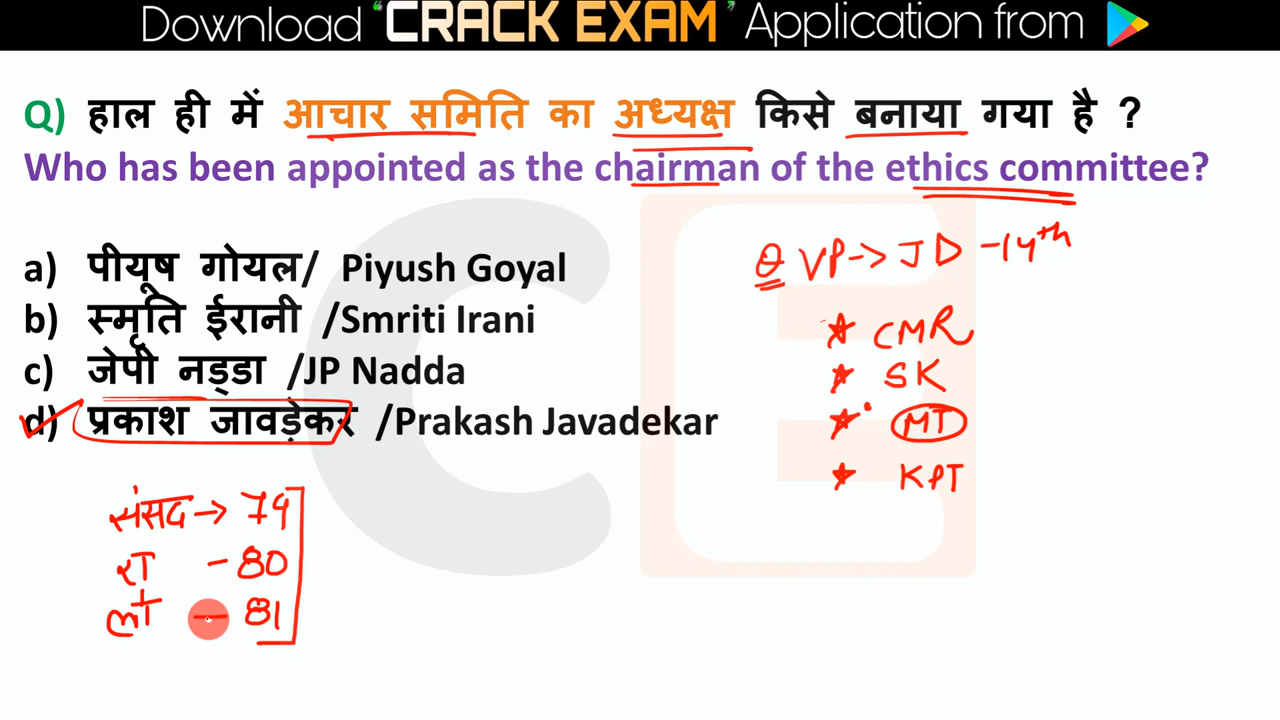 Download "CRACK EXAM" Application from
Q) हाल ही में आचार समिति का अध्यक्ष किसे बनाया गया है ?
Who has been appointed as the chairman of the ethics committee?
a) पीयूष गोयल/ Piyush Goyal
b) स्मृति ईरानी /Smriti Irani
c) जेपी नड्डा /JP Nadda
d) प्रकाश जावड़ेकर /Prakash Javadekar
Q VP-> JD -14th
CMR
SK
MT
KPT
संसद -> 79
रा - 80
लो - 81
CE